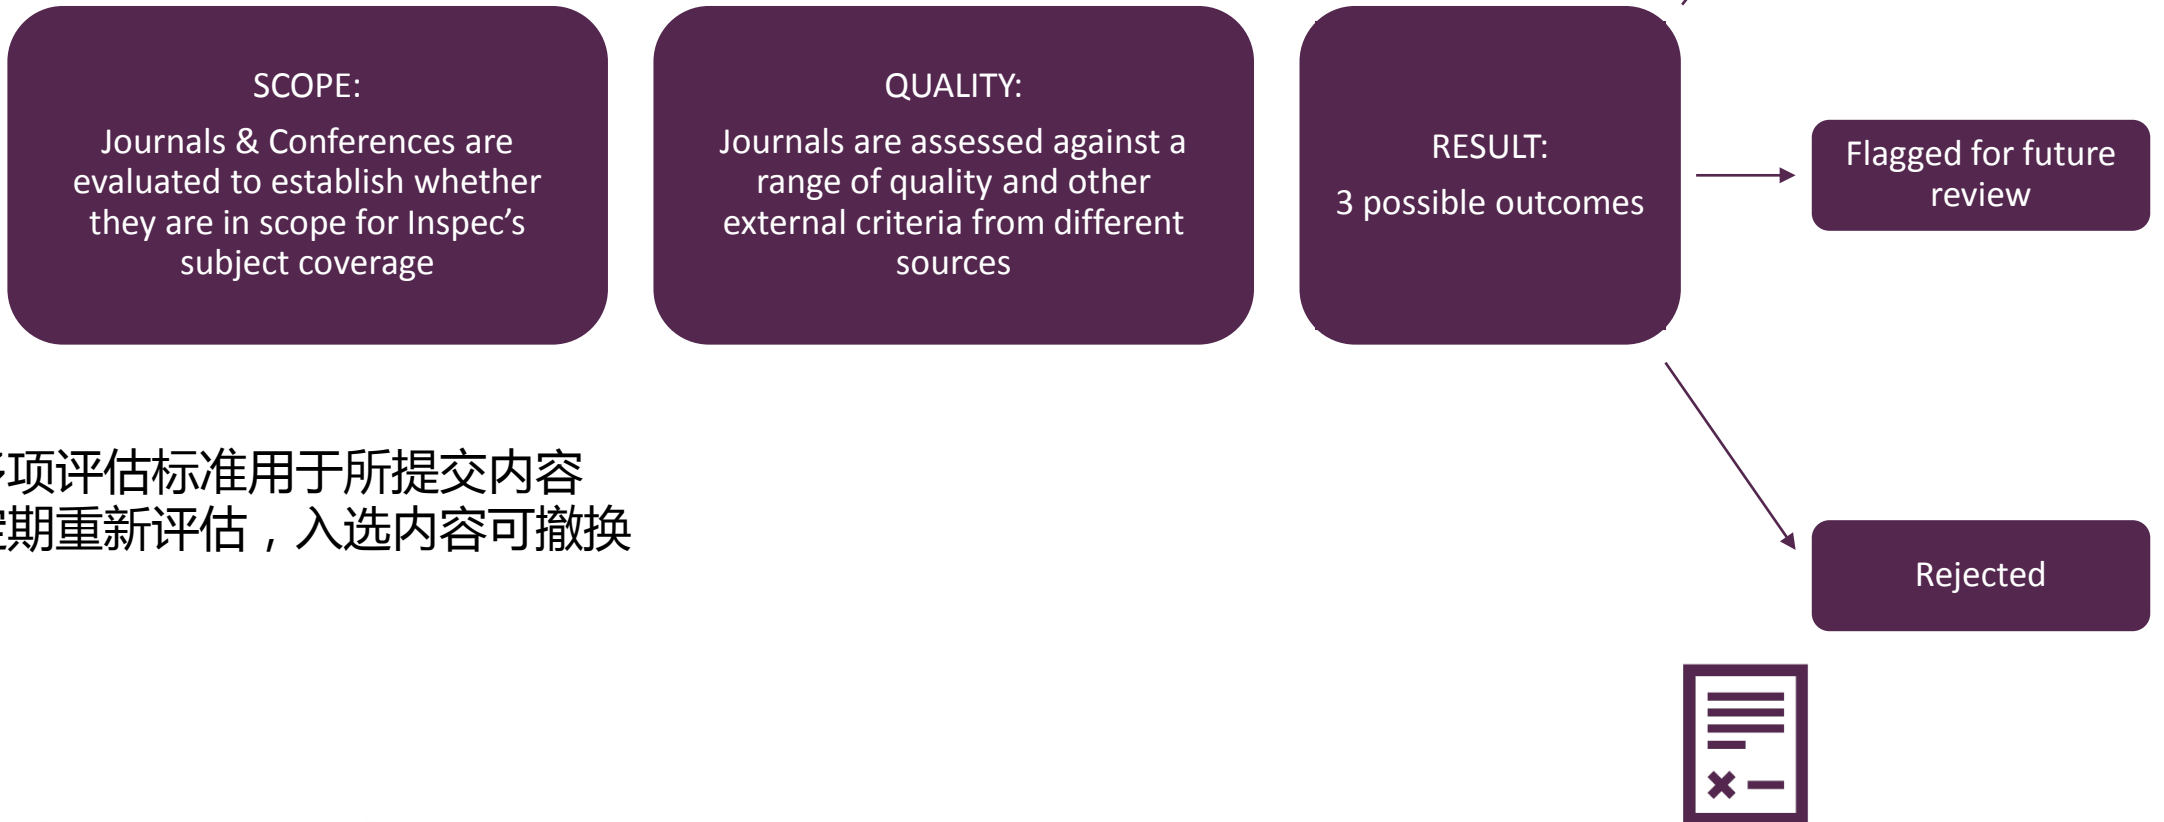 SCOPE:
Journals & Conferences are
evaluated to establish whether
they are in scope for Inspec’s
subject coverage
QUALITY:
Journals are assessed against a
range of quality and other
external criteria from different
sources
RESULT:
3 possible outcomes
Flagged for future
review
Rejected
项评估标准用于所提交内容
期重新评估，入选内容可撤换